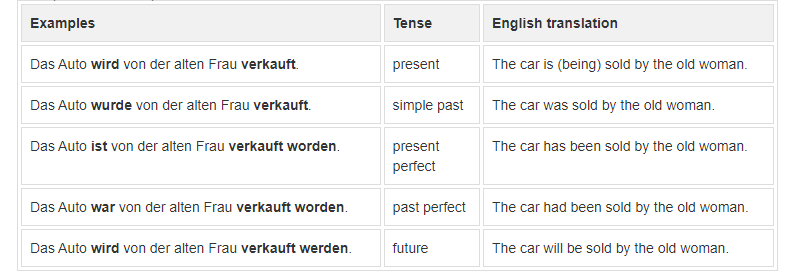 Examples Tense English translation
Das Auto wird von der alten Frau verkauft. present The car is (being) sold by the old woman.
Das Auto wurde von der alten Frau verkauft. simple past The car was sold by the old woman.
Das Auto ist von der alten Frau verkauft worden. present perfect The car has been sold by the old woman.
Das Auto war von der alten Frau verkauft worden. past perfect The car had been sold by the old woman.
Das Auto wird von der alten Frau verkauft werden. future The car will be sold by the old woman.